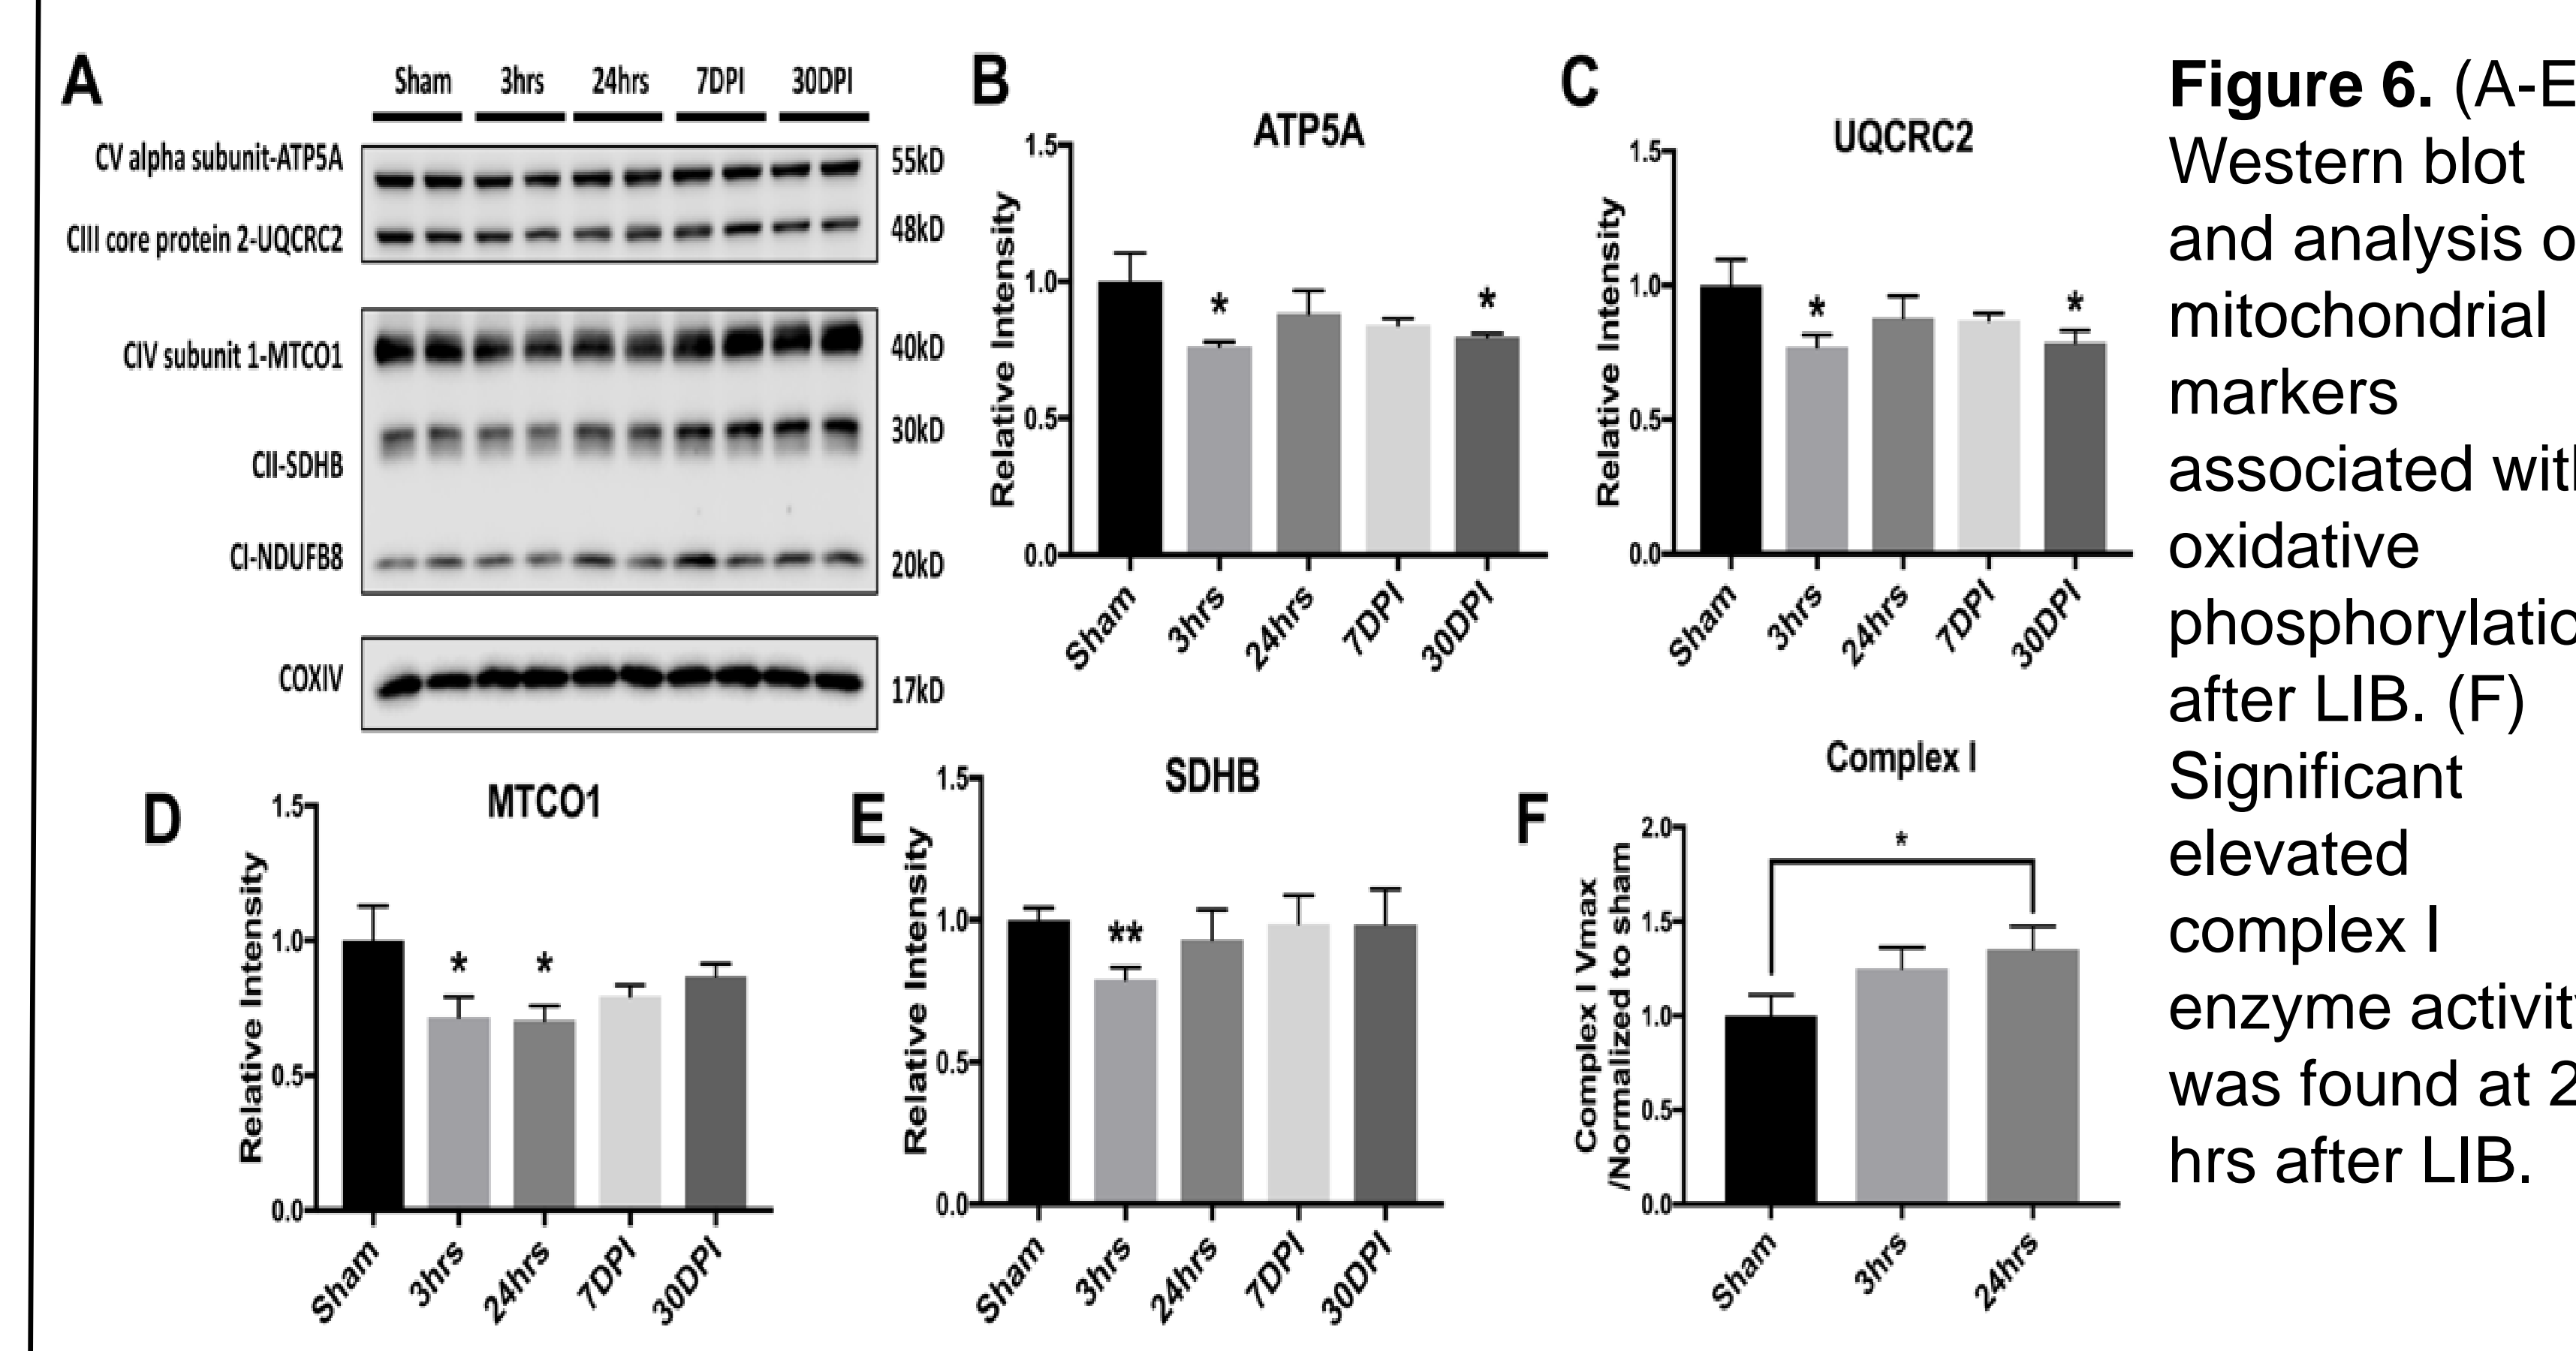 A
Sham 3hrs 24hrs 7DPI 30DPI
CV alpha subunit-ATP5A 55kD
CIII core protein 2-UQCRC2 48kD
CIV subunit 1-MTCO1 40kD
30kD
CII-SDHB
CI-NDUFB8 20kD
COXIV 17kD
B
ATP5A
Relative Intensity
1.5
1.0
0.5
0.0
*
*
Sham 3hrs 24hrs 7DPI 30DPI
C
UQCRC2
Relative Intensity
1.5
1.0
0.5
0.0
*
*
Sham 3hrs 24hrs 7DPI 30DPI
D
MTCO1
Relative Intensity
1.5
1.0
0.5
0.0
*
*
Sham 3hrs 24hrs 7DPI 30DPI
E
SDHB
Relative Intensity
1.5
1.0
0.5
0.0
**
Sham 3hrs 24hrs 7DPI 30DPI
F
Complex I
Complex I Vmax
/Normalized to sham
2.0
1.5
1.0
0.5
0.0
*
Sham 3hrs 24hrs
Figure 6. (A-E
Western blot
and analysis o
mitochondrial
markers
associated wit
oxidative
phosphorylatio
after LIB. (F)
Significant
elevated
complex I
enzyme activit
was found at 2
hrs after LIB.